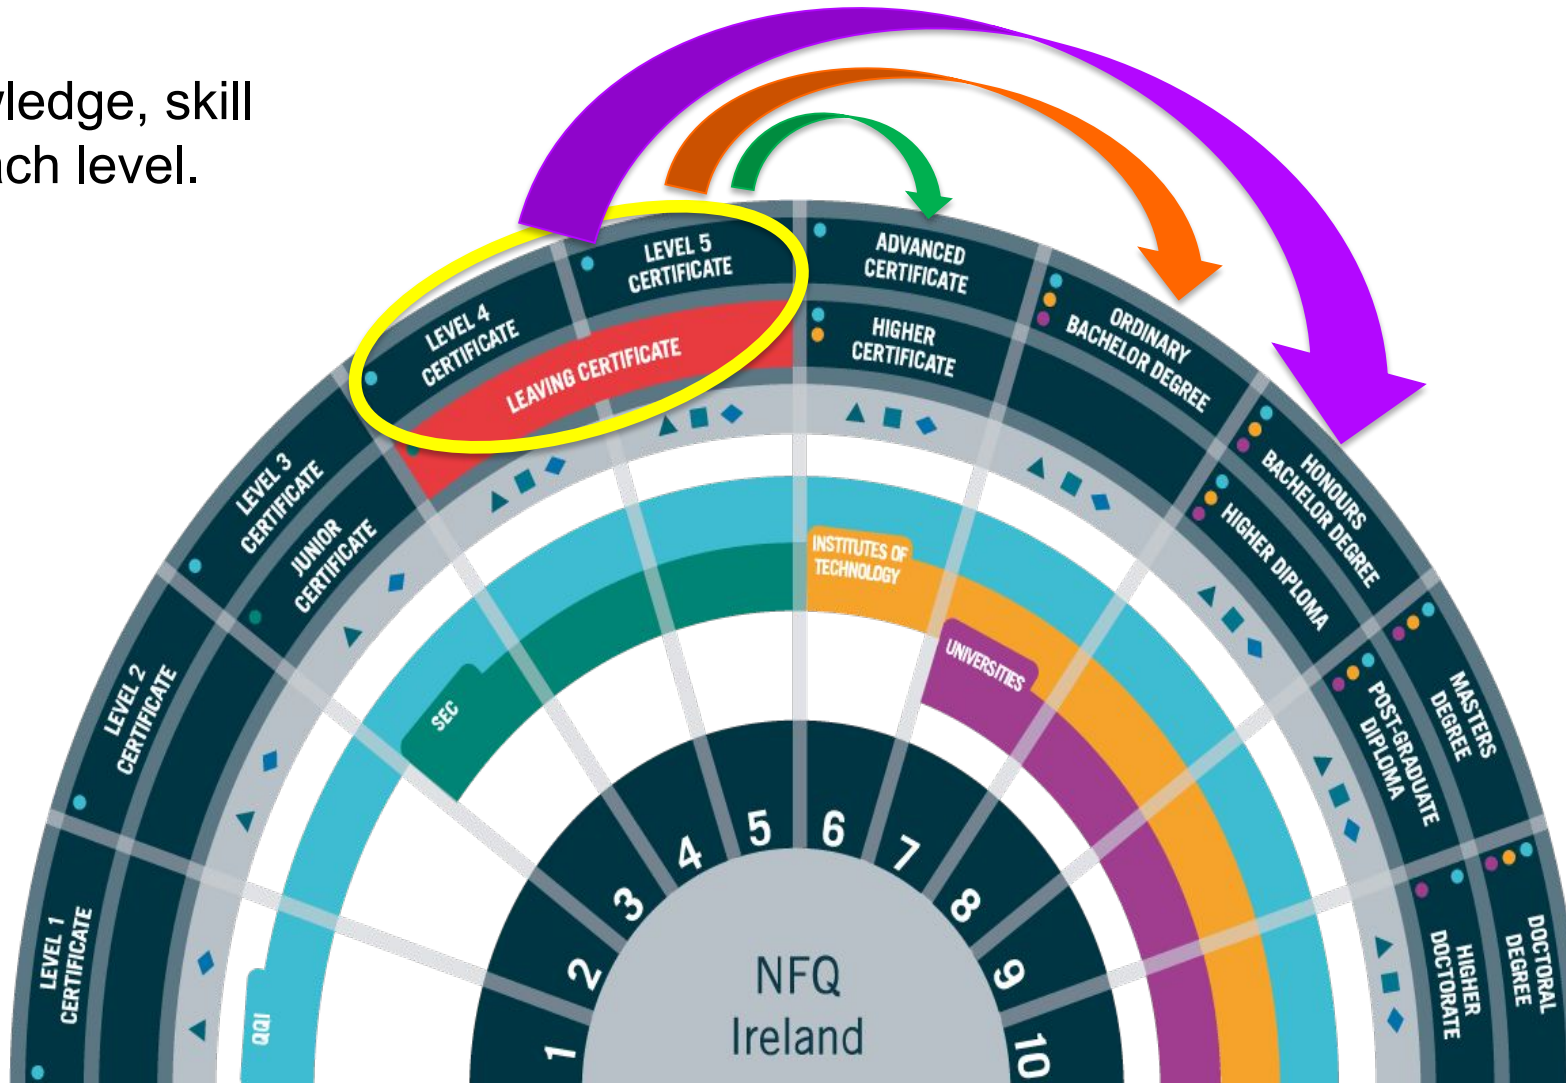 wledge, skill
ach level.
LEVEL 1
CERTIFICATE
LEVEL 2
CERTIFICATE
LEVEL 3
CERTIFICATE
JUNIOR
CERTIFICATE
LEVEL 4
CERTIFICATE
LEVEL 5
CERTIFICATE
LEAVING CERTIFICATE
ADVANCED
CERTIFICATE
HIGHER
CERTIFICATE
ORDINARY
BACHELOR DEGREE
HONOURS
BACHELOR DEGREE
HIGHER DIPLOMA
MASTERS
DEGREE
POST-GRADUATE
DIPLOMA
DOCTORAL
DEGREE
HIGHER
DOCTORATE
QQI
SEC
INSTITUTES OF
TECHNOLOGY
UNIVERSITIES
1
2
3
4
5
6
7
8
9
10
NFQ
Ireland